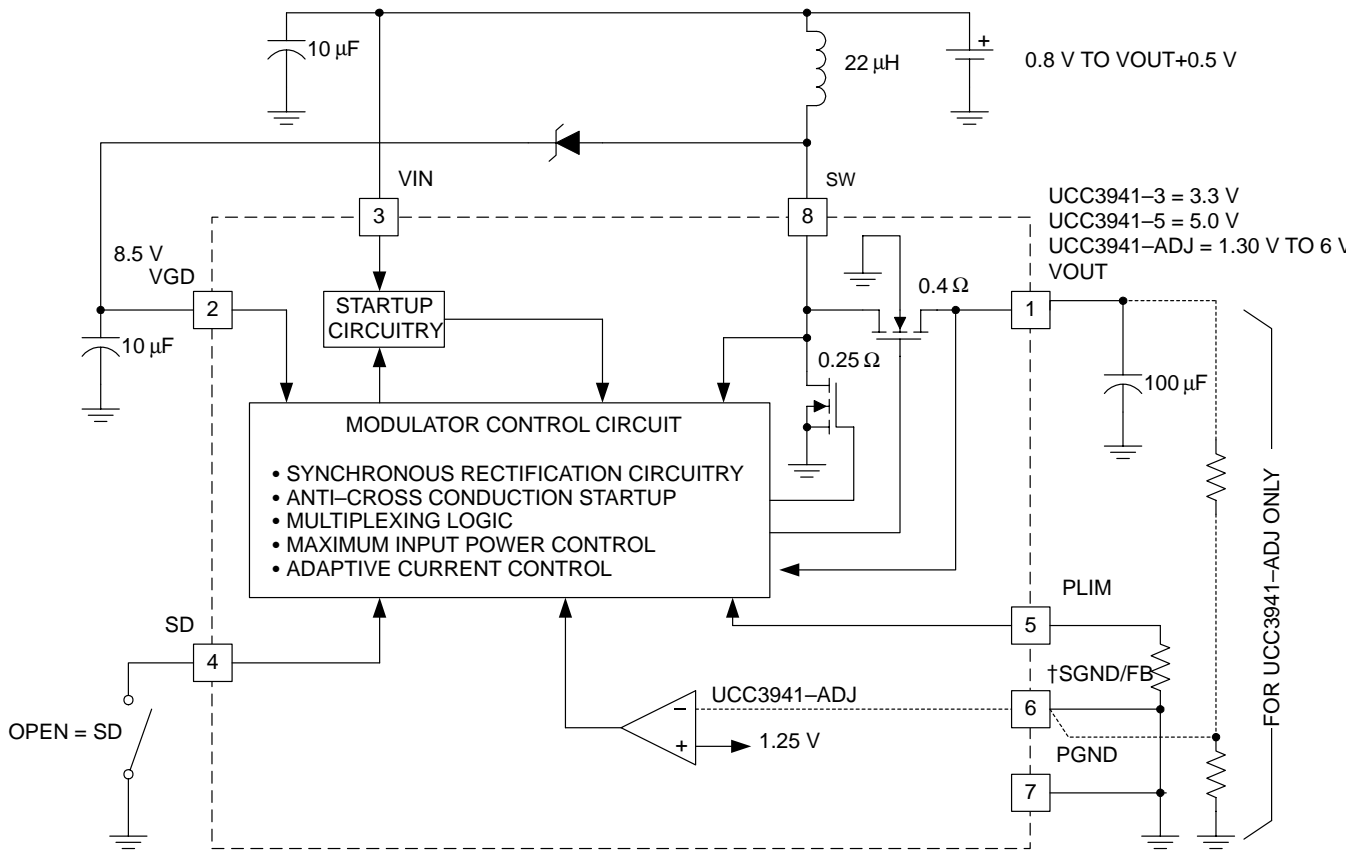 10 µF
22 µH
+
0.8 V TO VOUT+0.5 V
VIN
SW
3
8
UCC3941–3 = 3.3 V
UCC3941–5 = 5.0 V
UCC3941–ADJ = 1.30 V TO 6 V
VOUT
8.5 V
VGD
2
STARTUP
CIRCUITRY
0.4 Ω
1
10 µF
0.25 Ω
100 µF
MODULATOR CONTROL CIRCUIT
• SYNCHRONOUS RECTIFICATION CIRCUITRY
• ANTI–CROSS CONDUCTION STARTUP
• MULTIPLEXING LOGIC
• MAXIMUM INPUT POWER CONTROL
• ADAPTIVE CURRENT CONTROL
FOR UCC3941–ADJ ONLY
PLIM
5
SD
4
†SGND/FB
UCC3941–ADJ
6
–
+
1.25 V
OPEN = SD
PGND
7